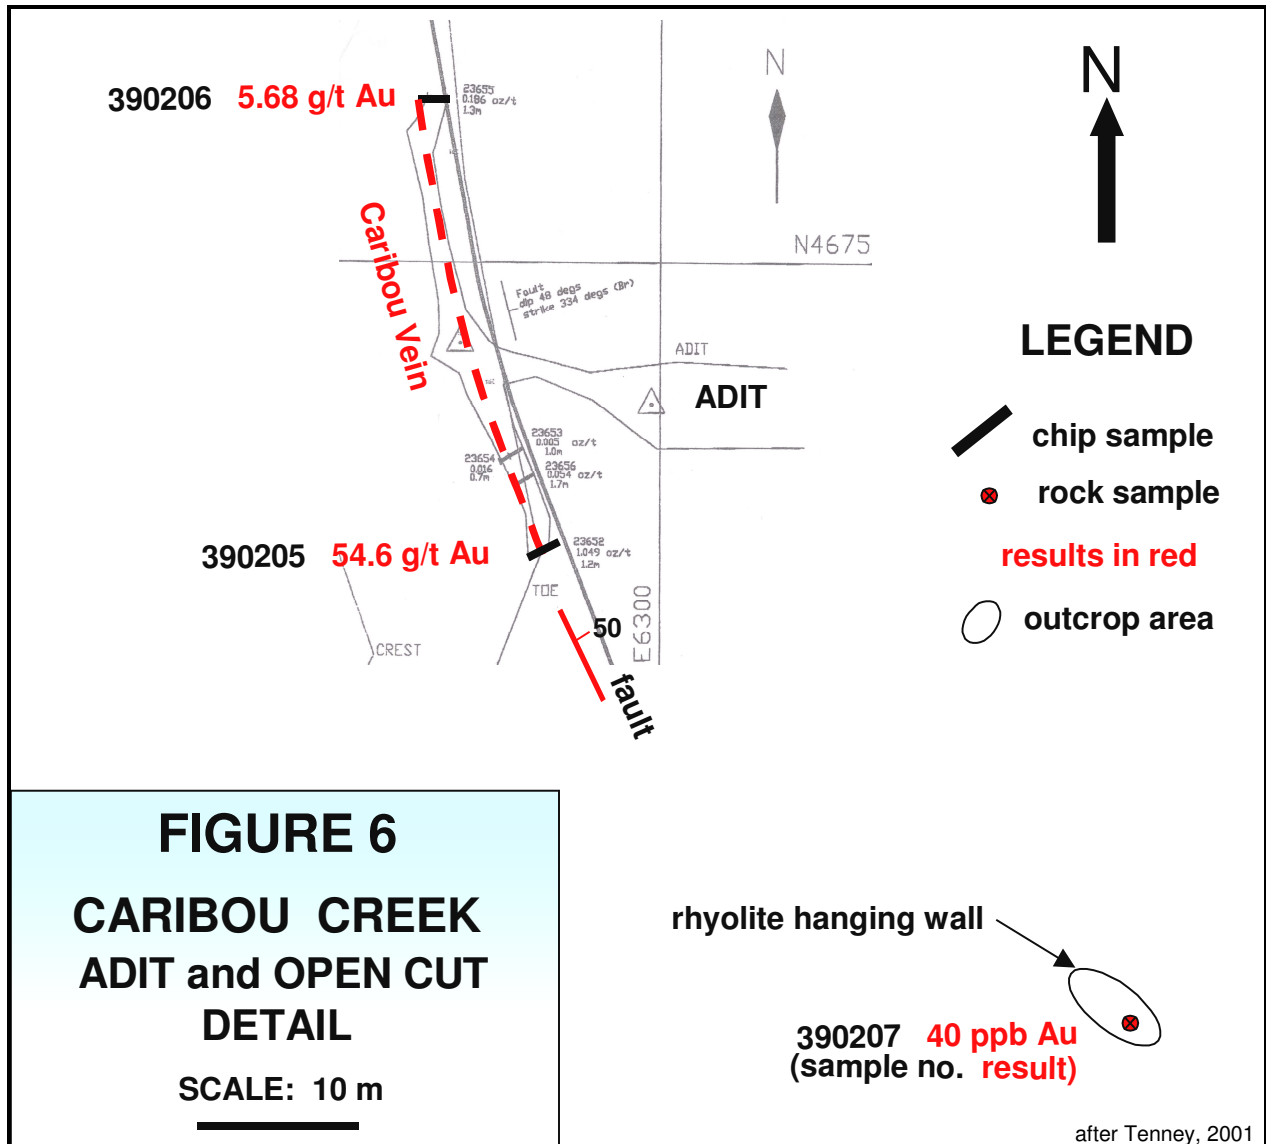 390206 5.68 g/t Au
23655
0.186 oz/t
1.3m
N
N
N4675
Caribou Vein
Fault
dip 48 degs
strike 334 degs (Br)
ADIT
ADIT
LEGEND
chip sample
rock sample
results in red
outcrop area
23653
0.005 oz/t
1.0m
23654
0.016
0.7m
23656
0.054 oz/t
1.7m
390205 54.6 g/t Au
23652
1.049 oz/t
1.2m
TOE
CREST
50
E6300
fault
FIGURE 6
CARIBOU CREEK
ADIT and OPEN CUT
DETAIL
SCALE: 10 m
rhyolite hanging wall
390207 40 ppb Au
(sample no. result)
after Tenney, 2001